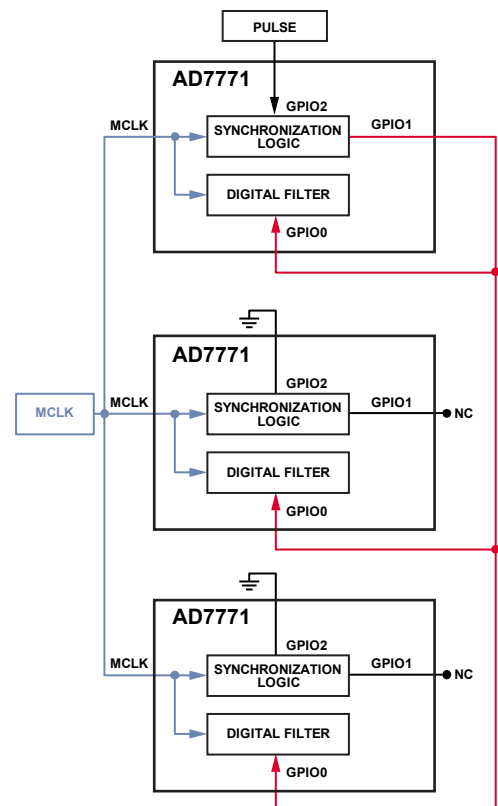 PULSE
AD7771
GPIO2
MCLK
SYNCHRONIZATION
LOGIC
GPIO1
DIGITAL FILTER
GPIO0
AD7771
GPIO2
MCLK
MCLK
SYNCHRONIZATION
LOGIC
GPIO1
NC
DIGITAL FILTER
GPIO0
AD7771
GPIO2
MCLK
SYNCHRONIZATION
LOGIC
GPIO1
NC
DIGITAL FILTER
GPIO0